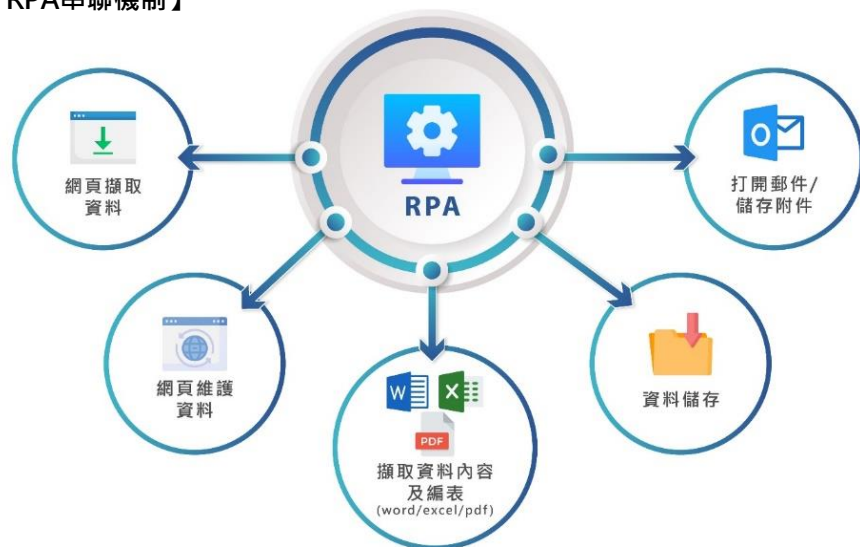 RPA串聯機制】
RPA
網頁擷取
資料
打開郵件/
儲存附件
網頁維護
資料
W
X
PDF
擷取資料內容
及編表
(word/excel/pdf)
資料儲存